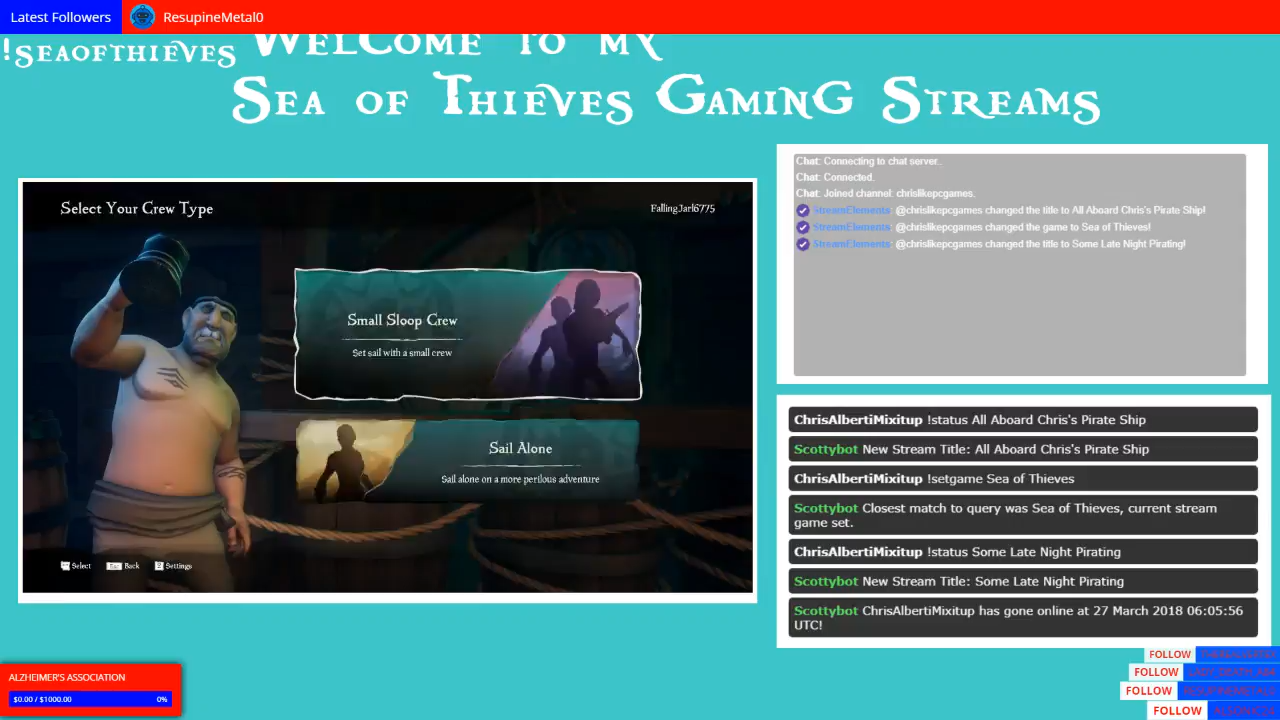 Latest Followers ResupineMetal0
!SeaofThieves
Welcome to my
Sea of Thieves Gaming Streams
Select Your Crew Type
FallingJarl6775
Small Sloop Crew
Set sail with a small crew
Sail Alone
Sail alone on a more perilous adventure
Select
Esc Back
Settings
Chat: Connecting to chat server..
Chat: Connected.
Chat: Joined channel: chrislikepcgames.
StreamElements: @chrislikepcgames changed the title to All Aboard Chris's Pirate Ship!
StreamElements: @chrislikepcgames changed the game to Sea of Thieves!
StreamElements: @chrislikepcgames changed the title to Some Late Night Pirating!
ChrisAlbertiMixitup !status All Aboard Chris's Pirate Ship
Scottybot New Stream Title: All Aboard Chris's Pirate Ship
ChrisAlbertiMixitup !setgame Sea of Thieves
Scottybot Closest match to query was Sea of Thieves, current stream
game set.
ChrisAlbertiMixitup !status Some Late Night Pirating
Scottybot New Stream Title: Some Late Night Pirating
Scottybot ChrisAlbertiMixitup has gone online at 27 March 2018 06:05:56
UTC!
ALZHEIMER'S ASSOCIATION
$0.00 / $1000.00 0%
FOLLOW
FOLLOW
FOLLOW RESUPINEMETAL0
FOLLOW